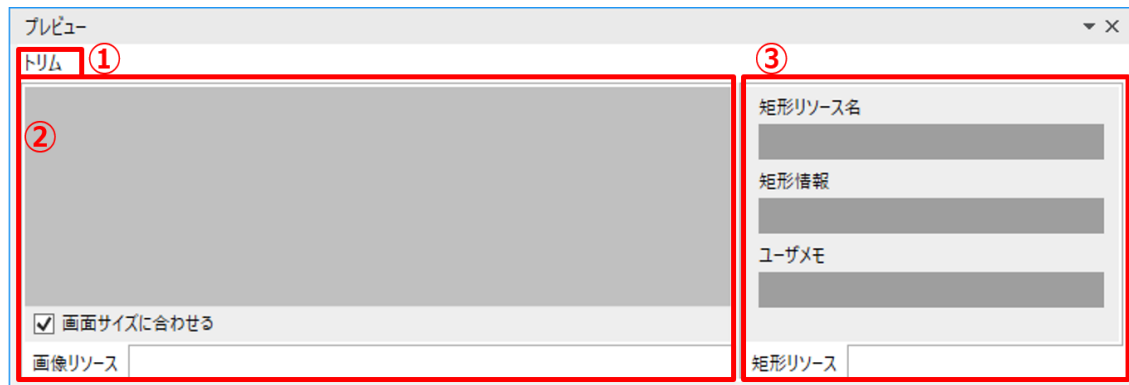 プレビュー
トリム ①
③
②
矩形リソース名
矩形情報
ユーザメモ
画面サイズに合わせる
画像リソース
矩形リソース